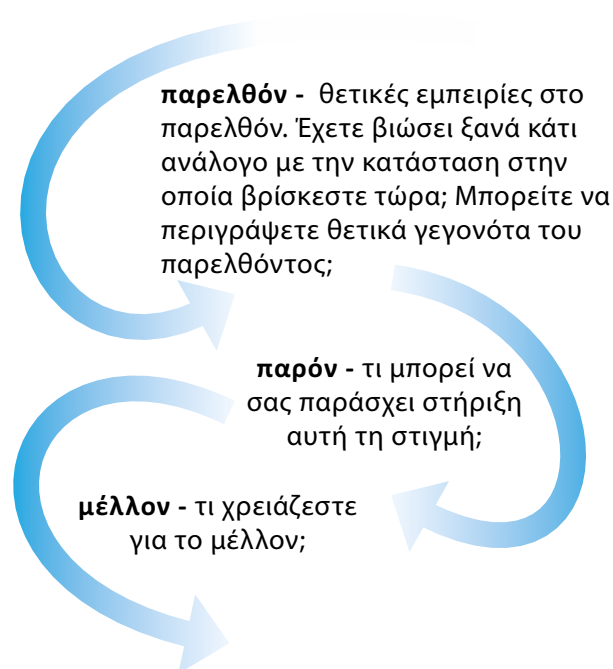 παρελθόν - θετικές εμπειρίες στο
παρελθόν. Έχετε βιώσει ξανά κάτι
ανάλογο με την κατάσταση στην
οποία βρίσκεστε τώρα; Μπορείτε να
περιγράψετε θετικά γεγονότα του
παρελθόντος;
παρόν - τι μπορεί να
σας παράσχει στήριξη
αυτή τη στιγμή;
μέλλον - τι χρειάζεστε
για το μέλλον;